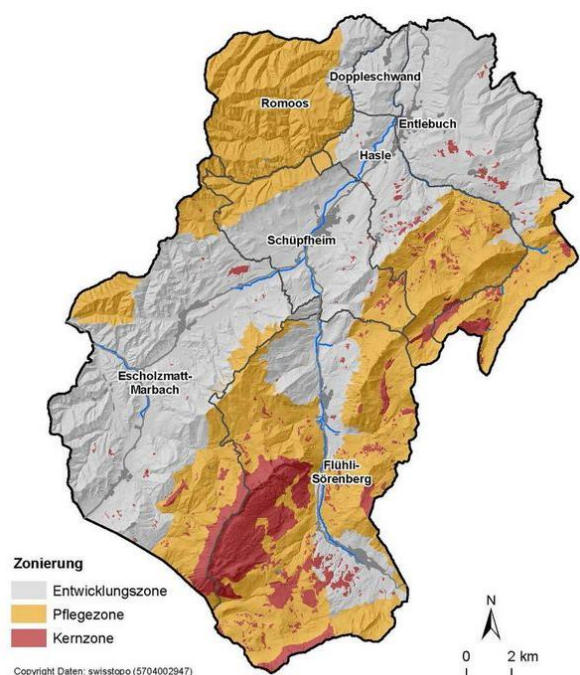 Doppleschwand
Romoos
Entlebuch
Hasle
Schüpfheim
Escholzmatt-
Marbach
Flühli-
Sörenberg
Zonierung
Entwicklungszone
Pflegezone
Kernzone
N
0 2 km
Copyright Daten: swisstopo (5704002947)